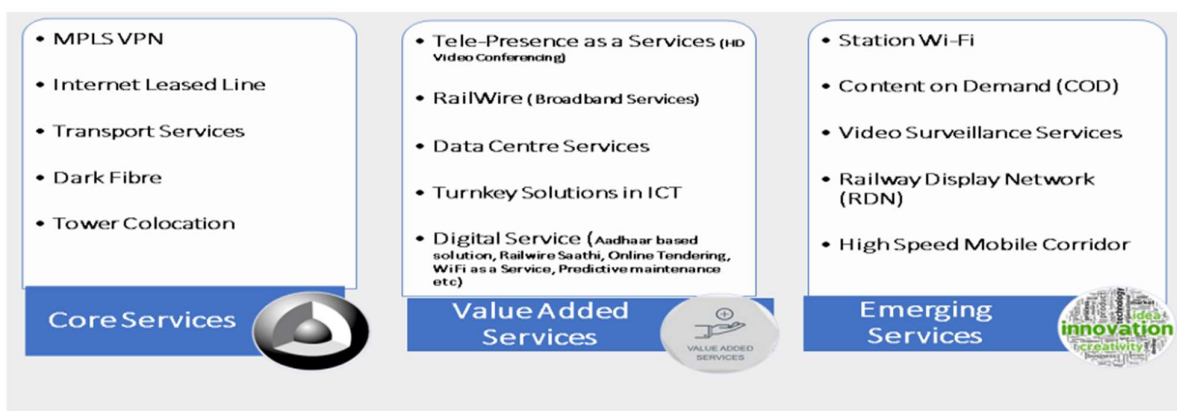 • MPLS VPN
• Internet Leased Line
• Transport Services
• Dark Fibre
• Tower Colocation
Core Services
• Tele-Presence as a Services (HD
Video Conferencing)
• RailWire (Broadband Services)
• Data Centre Services
• Turnkey Solutions in ICT
• Digital Service (Aadhaar based
solution, Railwire Saathi, Online Tendering,
WiFi as a Service, Predictive maintenance
etc)
Value Added
Services
VALUE ADDED
SERVICES
• Station Wi-Fi
• Content on Demand (COD)
• Video Surveillance Services
• Railway Display Network
(RDN)
• High Speed Mobile Corridor
Emerging
Services
technology
market
product
idea
innovation
creativity